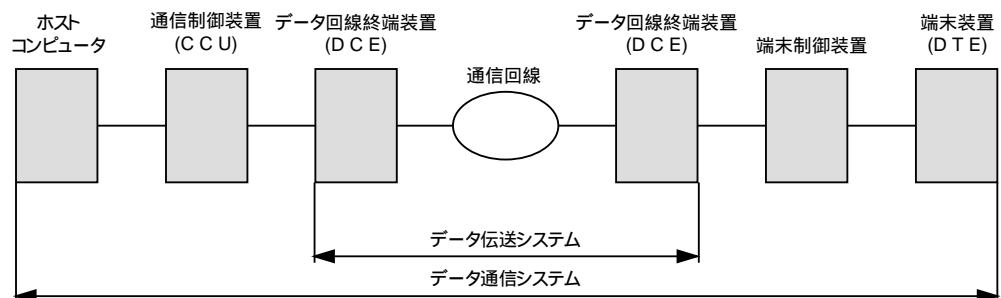 ホスト
コンピュータ
通信制御装置
(CCU)
データ回線終端装置
(DCE)
通信回線
データ回線終端装置
(DCE)
端末制御装置
端末装置
(DTE)
データ伝送システム
データ通信システム